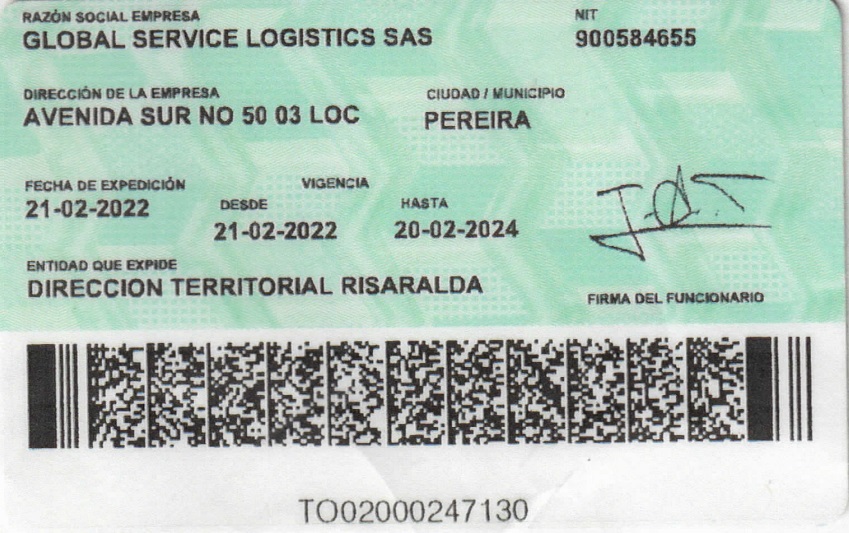 RAZÓN SOCIAL EMPRESA NIT
GLOBAL SERVICE LOGISTICS SAS 900584655
DIRECCIÓN DE LA EMPRESA CIUDAD / MUNICIPIO
AVENIDA SUR NO 50 03 LOC PEREIRA
FECHA DE EXPEDICIÓN VIGENCIA
21-02-2022 DESDE HASTA
21-02-2022 20-02-2024
ENTIDAD QUE EXPIDE
DIRECCION TERRITORIAL RISARALDA
FIRMA DEL FUNCIONARIO
TO02000247130